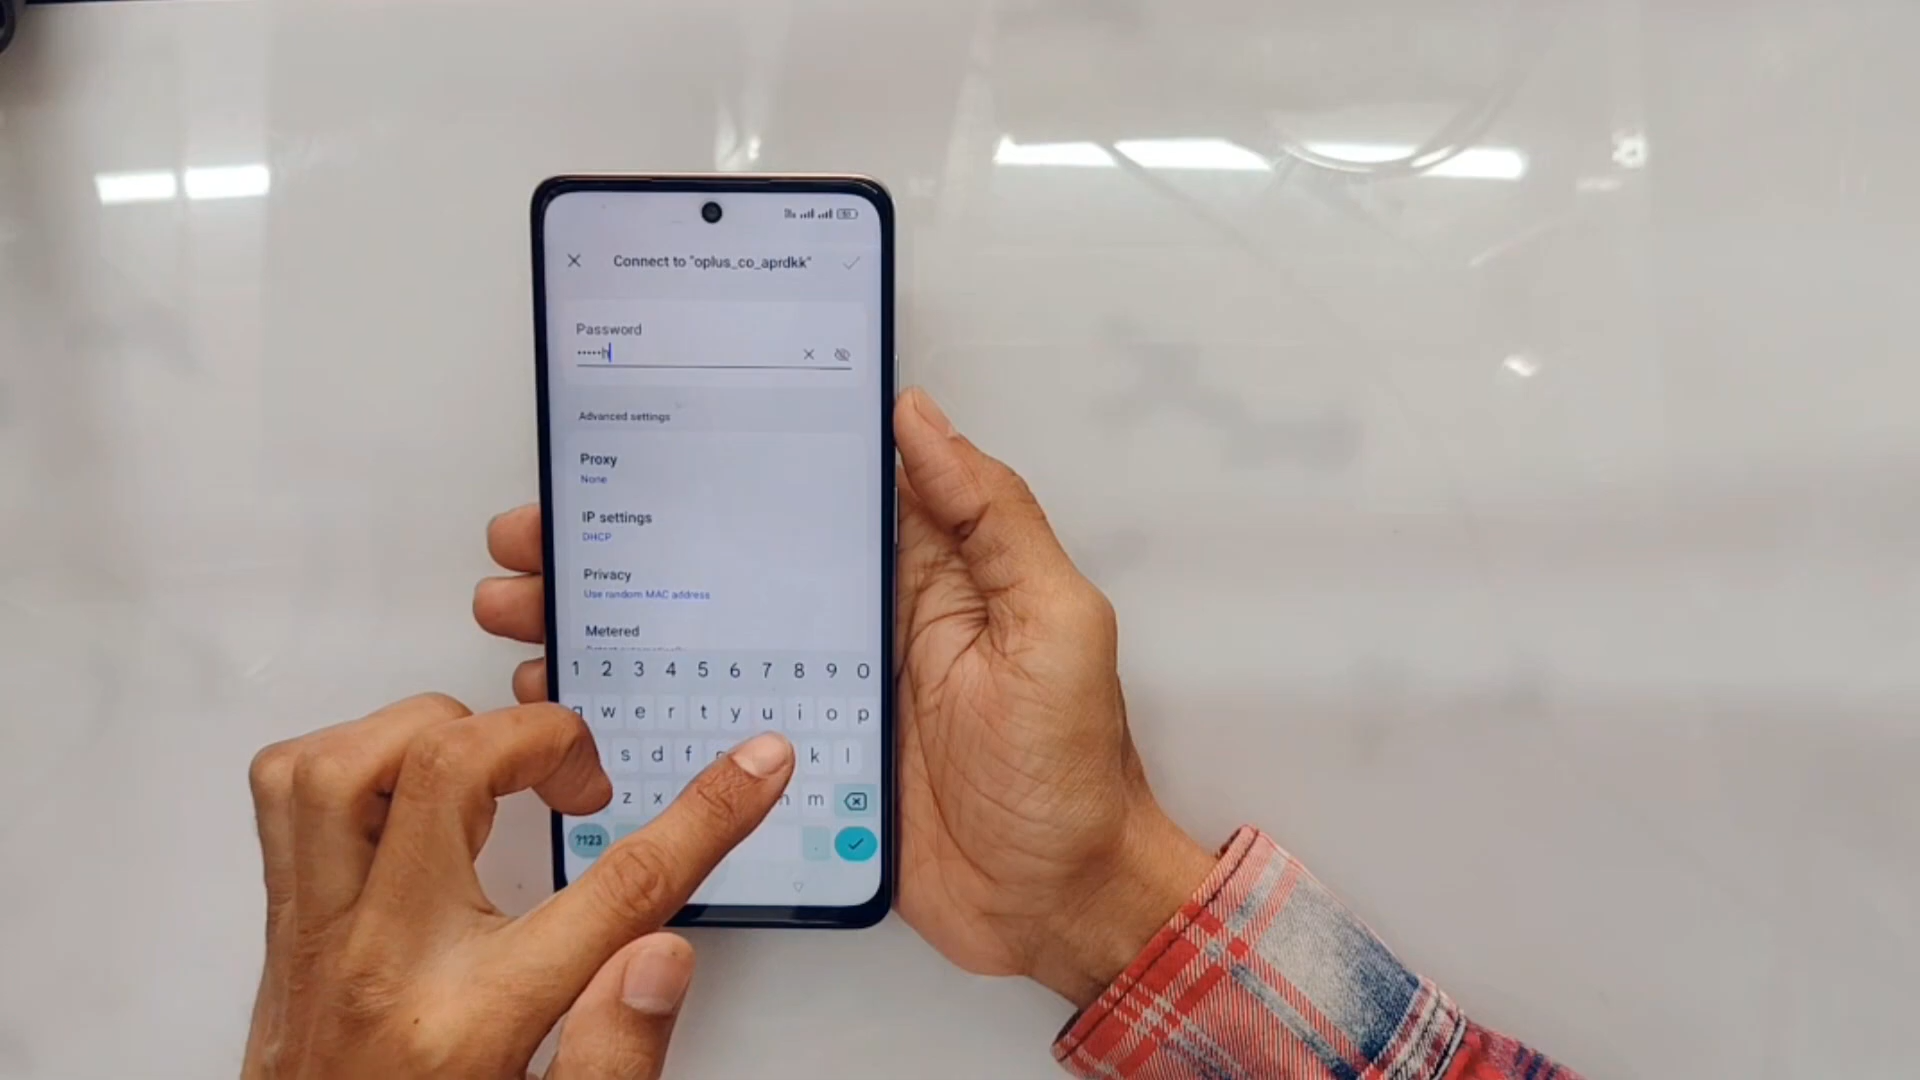 Connect to "oplus_co_aprdkk"
Password
•••••h
Advanced settings
Proxy
None
IP settings
DHCP
Privacy
Use random MAC address
Metered
1 2 3 4 5 6 7 8 9 0
q w e r t y u i o p
s d f k l
z x n m
?123 .